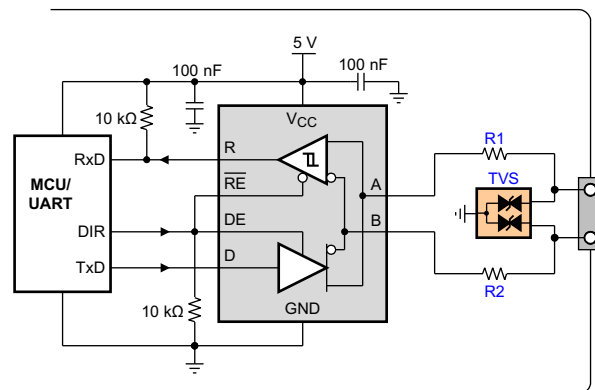 5 V
100 nF
100 nF
10 kΩ
VCC
R1
RxD
R
TVS
MCU/
UART
RE
A
B
DIR
DE
TxD
D
R2
10 kΩ
GND